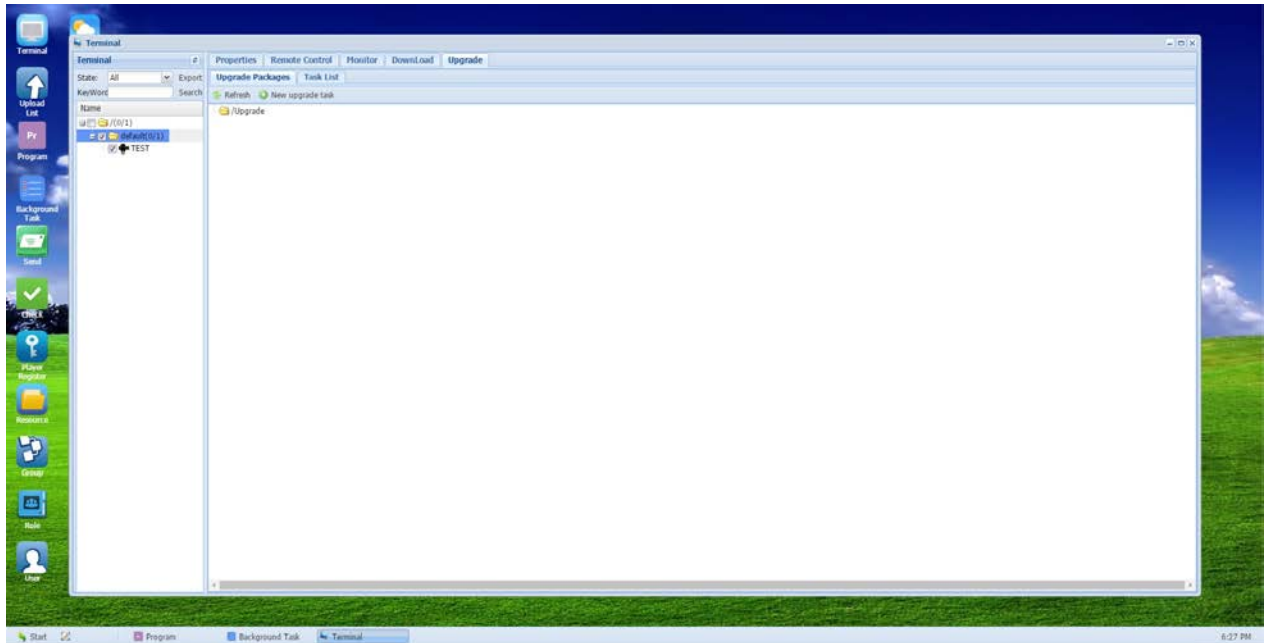 Terminal
Upload
List
Pr
Program
Background
Task
Send
Check
Player
Register
Resource
Group
Role
User
Terminal
Terminal
State: All Export
KeyWord Search
Name
/(0/1)
default(0/1)
TEST
Properties Remote Control Monitor DownLoad Upgrade
Upgrade Packages Task List
Refresh New upgrade task
/Upgrade
Start Program Background Task Terminal 6:27 PM